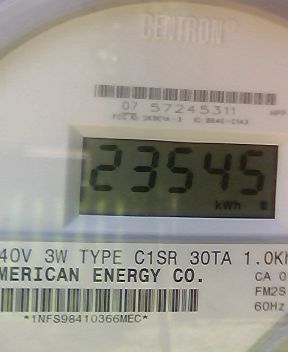 CENTRON
07 57245311
23545
kWh
40V 3W TYPE C1SR 30TA 1.0K
MERICAN ENERGY CO.
CA 0
FM2S
60Hz
*1NFS98410366MEC*